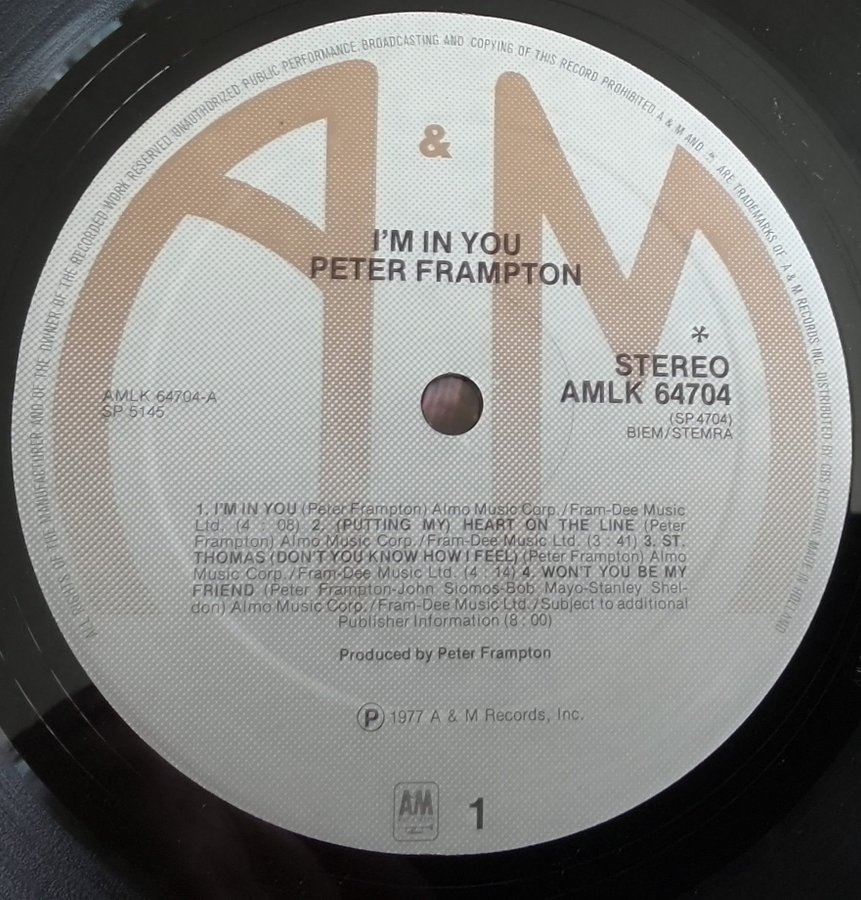 ALL RIGHTS OF THE MANUFACTURER AND OF THE OWNER OF THE RECORDED WORK RESERVED UNAUTHORIZED PUBLIC PERFORMANCE, BROADCASTING AND COPYING OF THIS RECORD PROHIBITED A & M AND ARE TRADEMARKS OF A & M RECORDS INC. DISTRIBUTED BY CBS RECORDS MADE IN HOLLAND
A & M
I'M IN YOU
PETER FRAMPTON
*
STEREO
AMLK 64704
(SP 4704)
BIEM/STEMRA
AMLK 64704-A
SP 5145
1. I'M IN YOU (Peter Frampton) Almo Music Corp./Fram-Dee Music
Ltd. (4 : 08) 2. (PUTTING MY) HEART ON THE LINE (Peter
Frampton) Almo Music Corp./Fram-Dee Music Ltd. (3 : 41) 3. ST.
THOMAS (DON'T YOU KNOW HOW I FEEL) (Peter Frampton) Almo
Music Corp./Fram-Dee Music Ltd. (4 : 14) 4. WON'T YOU BE MY
FRIEND (Peter Frampton-John Siomos-Bob Mayo-Stanley Shel-
don) Almo Music Corp./Fram-Dee Music Ltd./Subject to additional
Publisher Information (8 : 00)
Produced by Peter Frampton
℗ 1977 A & M Records, Inc.
AM
1